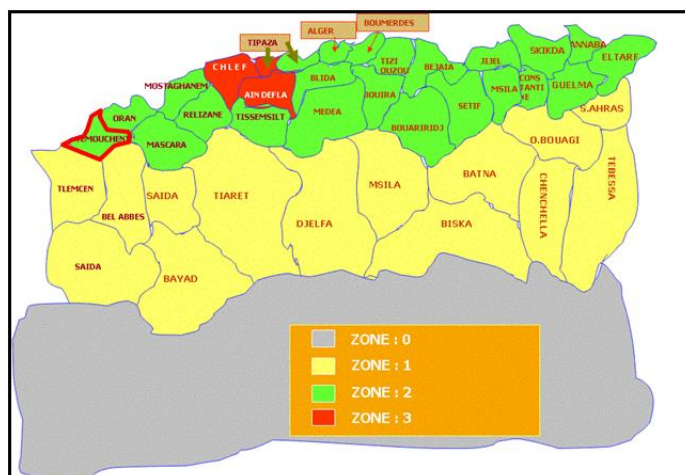 ALGER
BOUMERDES
TIPAZA
CHLEF
AIN DEFLA
BLIDA
TIZI
OUZOU
BEJAIA
JIJEL
SKIKDA
ANNABA
ELTARF
MOSTAGHANEM
RELIZANE
TISSEMSILT
MEDEA
BOUIRA
BOUARIRIDJ
SETIF
MSILA
CONS
TANTI
NE
GUELMA
S.AHRAS
ORAN
MASCARA
O.BOUAGI
TEBESSA
TLEMCEN
BEL ABBES
SAIDA
TIARET
DJELFA
MSILA
BATNA
BISKA
CHENCHELLA
SAIDA
BAYAD
ZONE : 0
ZONE : 1
ZONE : 2
ZONE : 3